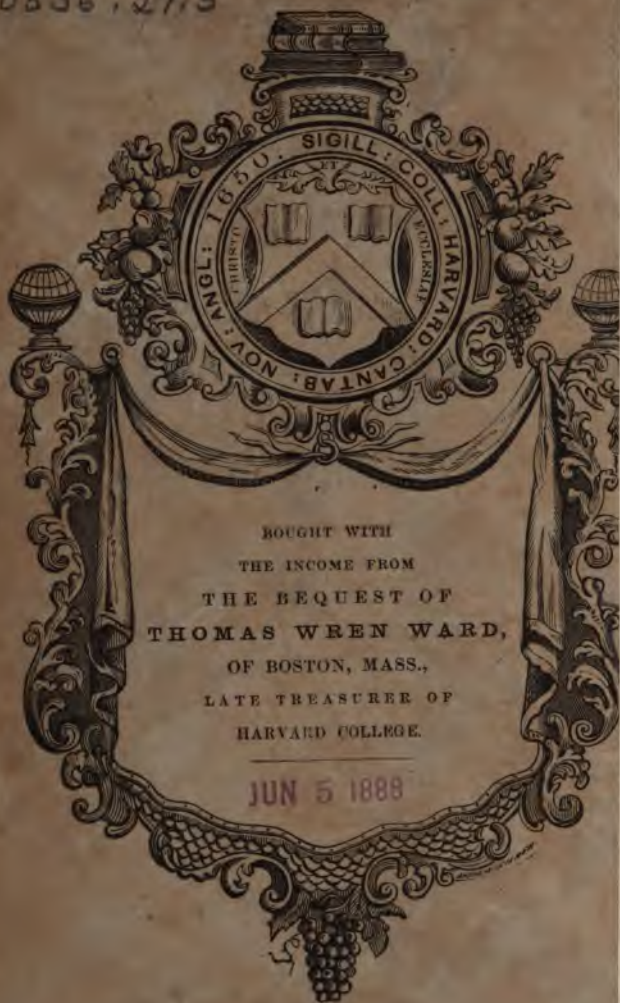 SIGILL: COLL: HARVARD: CANTAB: NOV: ANGL: 1650.
ET
CHRISTO
ECCLESIAE
BOUGHT WITH
THE INCOME FROM
THE BEQUEST OF
THOMAS WREN WARD,
OF BOSTON, MASS.,
LATE TREASURER OF
HARVARD COLLEGE.
JUN 5 1888